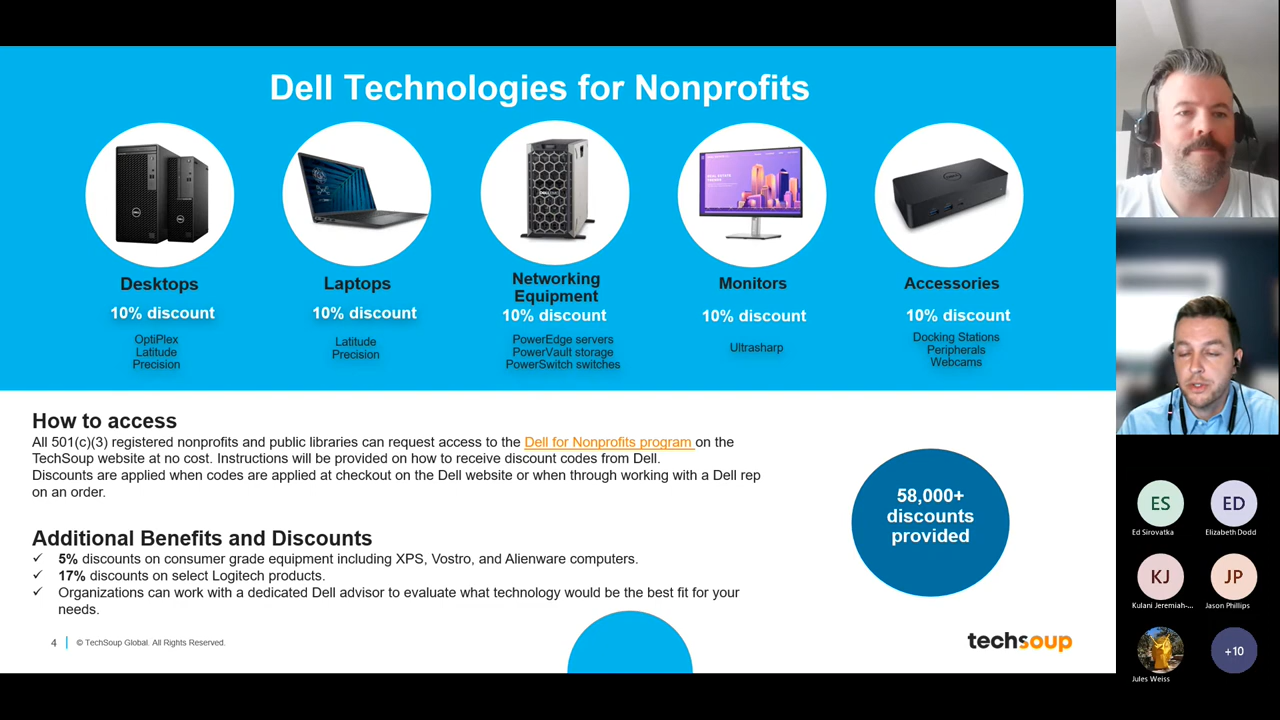 Dell Technologies for Nonprofits
Desktops
10% discount
OptiPlex
Latitude
Precision
Laptops
10% discount
Latitude
Precision
Networking
Equipment
10% discount
PowerEdge servers
PowerVault storage
PowerSwitch switches
Monitors
10% discount
Ultrasharp
Accessories
10% discount
Docking Stations
Peripherals
Webcams
How to access
All 501(c)(3) registered nonprofits and public libraries can request access to the Dell for Nonprofits program on the
TechSoup website at no cost. Instructions will be provided on how to receive discount codes from Dell.
Discounts are applied when codes are applied at checkout on the Dell website or when through working with a Dell rep
on an order.
58,000+
discounts
provided
Additional Benefits and Discounts
✓ 5% discounts on consumer grade equipment including XPS, Vostro, and Alienware computers.
✓ 17% discounts on select Logitech products.
✓ Organizations can work with a dedicated Dell advisor to evaluate what technology would be the best fit for your
needs.
4 | © TechSoup Global. All Rights Reserved.
techsoup
ES
Ed Sirovatka
ED
Elizabeth Dodd
KJ
Kulani Jeremiah-...
JP
Jason Phillips
Jules Weiss
+10